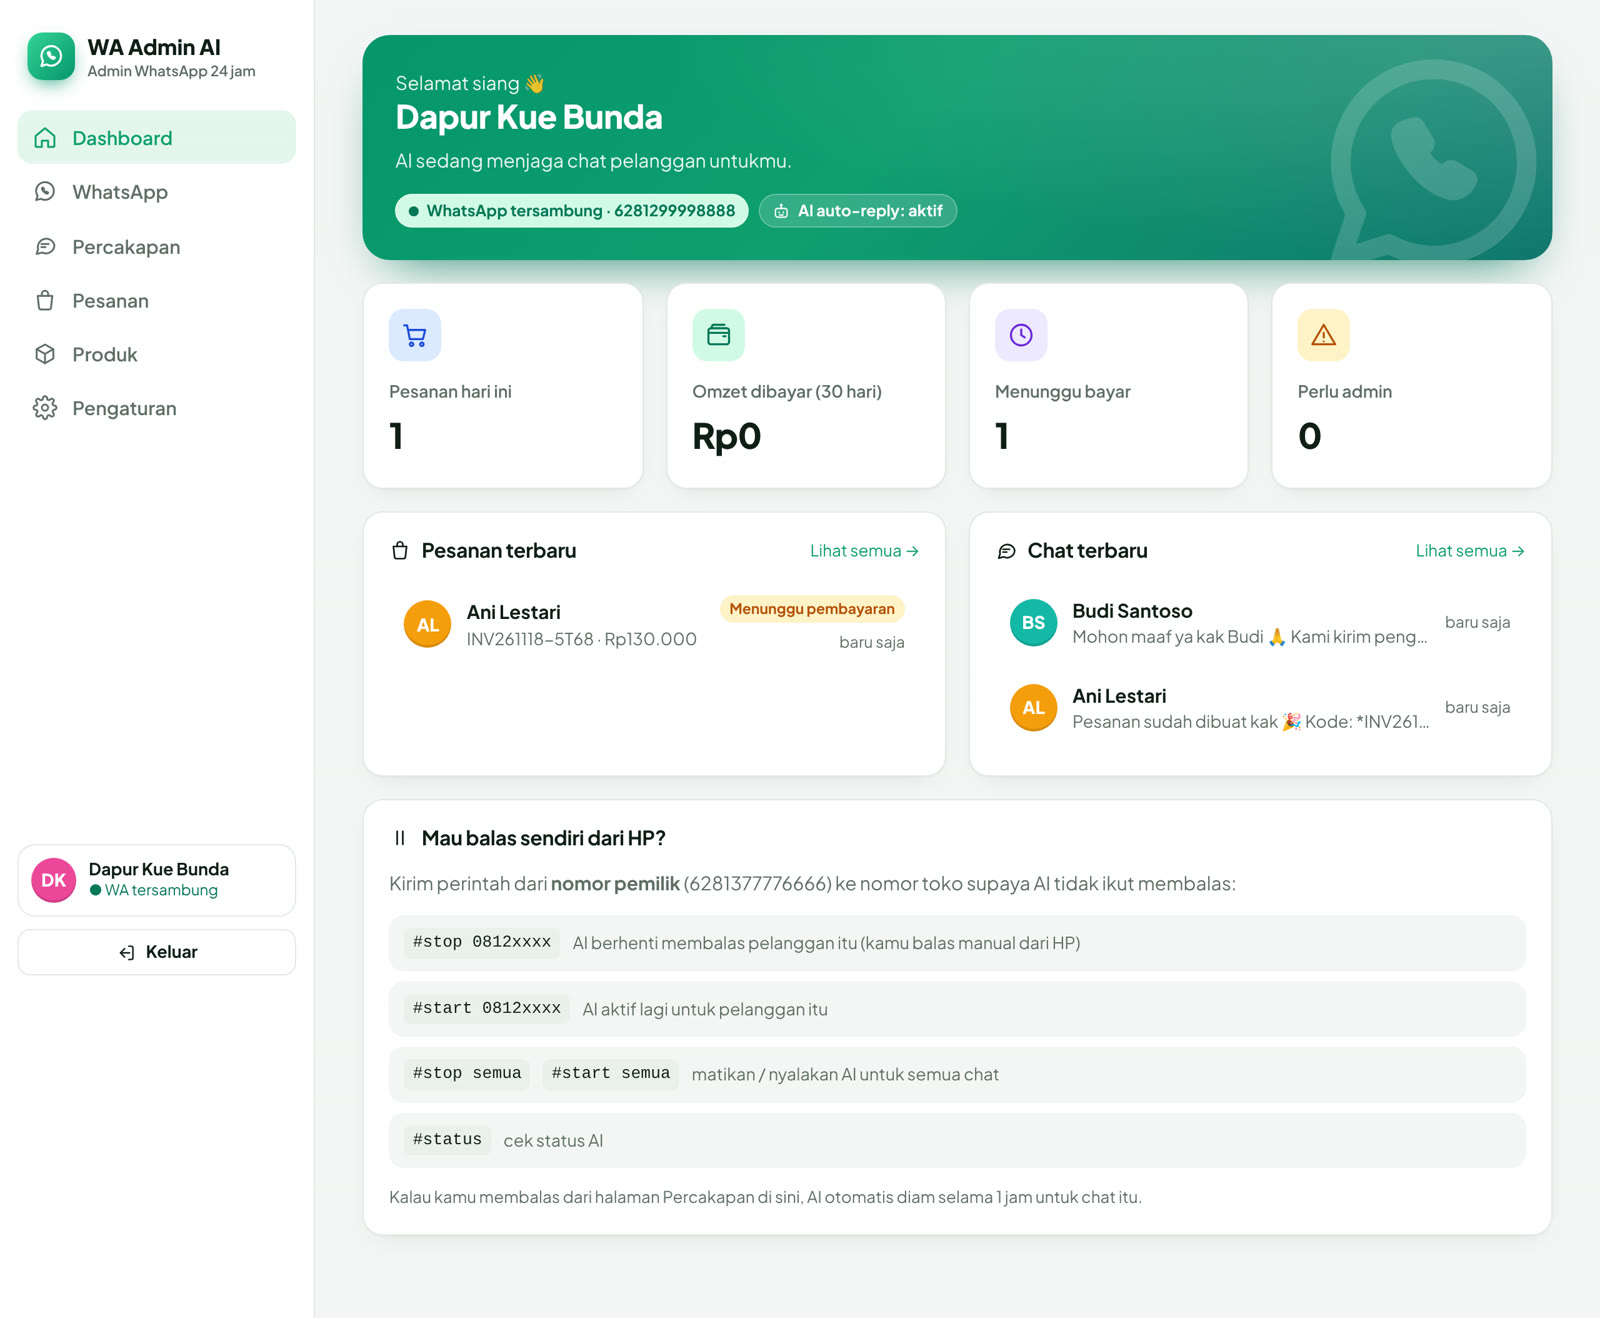 WA Admin AI
Admin WhatsApp 24 jam
Dashboard
WhatsApp
Percakapan
Pesanan
Produk
Pengaturan
DK
Dapur Kue Bunda
WA tersambung
Keluar
Selamat siang 👋
Dapur Kue Bunda
AI sedang menjaga chat pelanggan untukmu.
WhatsApp tersambung · 6281299998888
AI auto-reply: aktif
Pesanan hari ini
1
Omzet dibayar (30 hari)
Rp0
Menunggu bayar
1
Perlu admin
0
Pesanan terbaru
Lihat semua →
AL
Ani Lestari
INV261118-5T68 · Rp130.000
Menunggu pembayaran
baru saja
Chat terbaru
Lihat semua →
BS
Budi Santoso
Mohon maaf ya kak Budi 🙏 Kami kirim peng...
baru saja
AL
Ani Lestari
Pesanan sudah dibuat kak 🎉 Kode: *INV261...
baru saja
Mau balas sendiri dari HP?
Kirim perintah dari nomor pemilik (6281377776666) ke nomor toko supaya AI tidak ikut membalas:
#stop 0812xxxx AI berhenti membalas pelanggan itu (kamu balas manual dari HP)
#start 0812xxxx AI aktif lagi untuk pelanggan itu
#stop semua #start semua matikan / nyalakan AI untuk semua chat
#status cek status AI
Kalau kamu membalas dari halaman Percakapan di sini, AI otomatis diam selama 1 jam untuk chat itu.